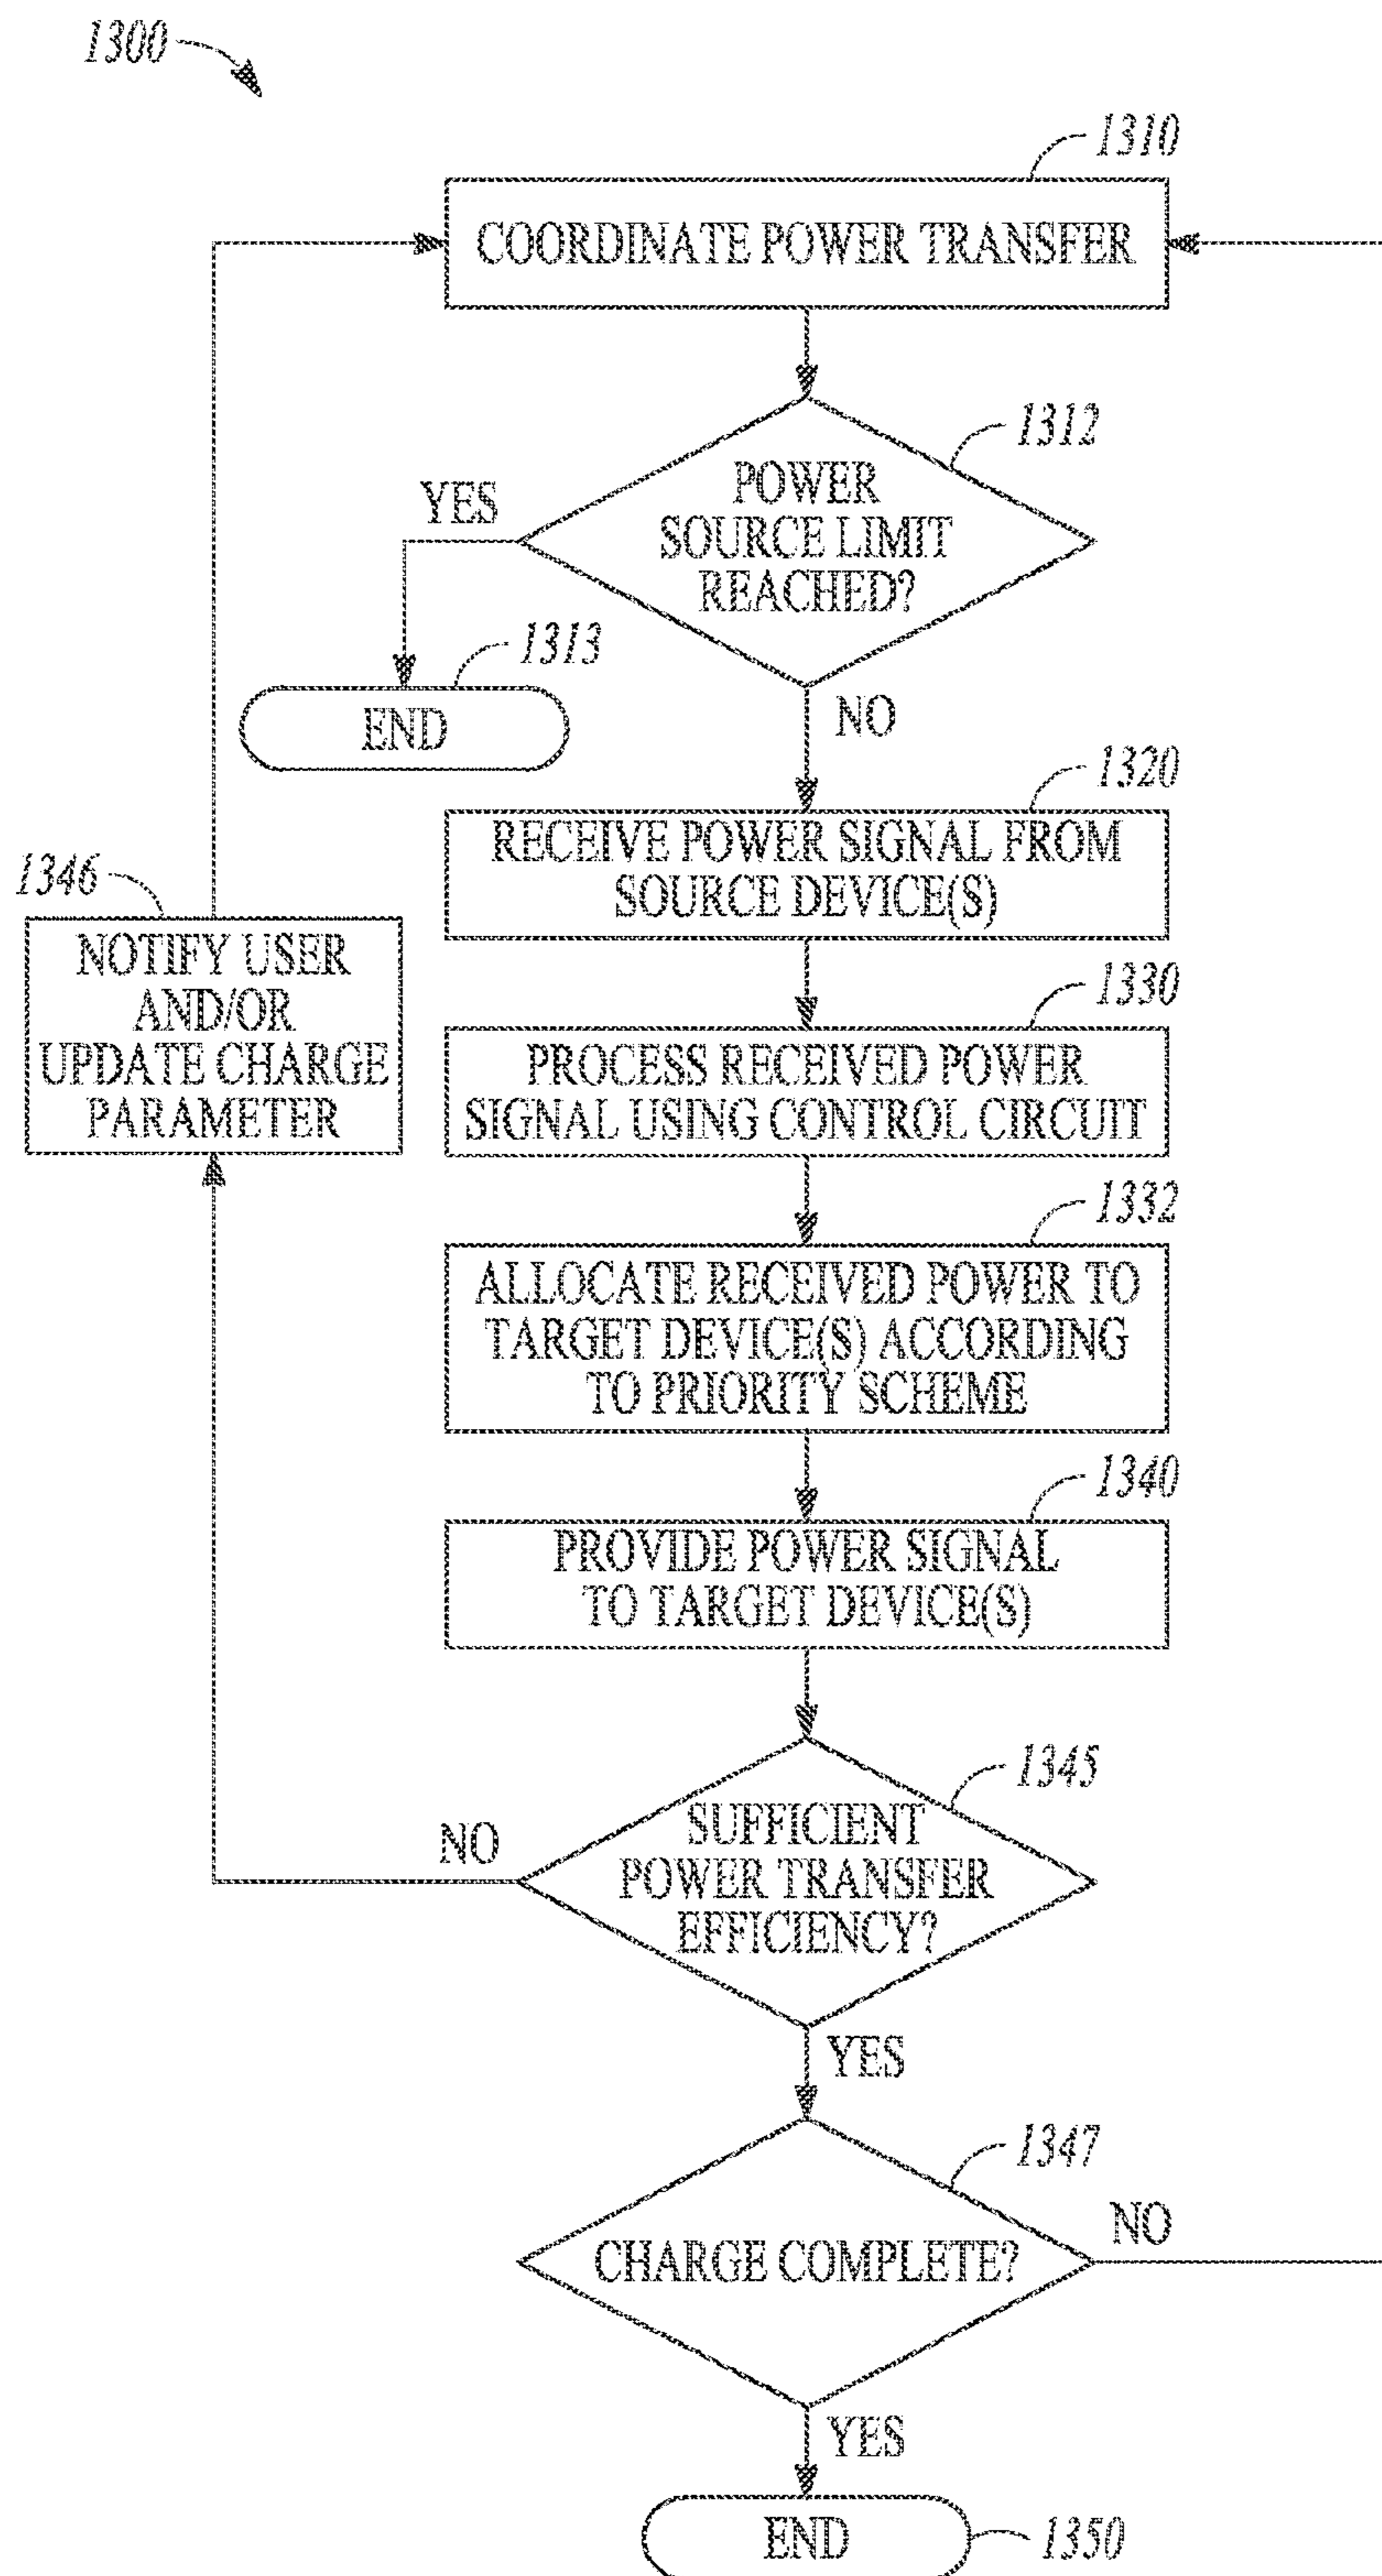 1300
1310
COORDINATE POWER TRANSFER
1312
POWER
SOURCE LIMIT
REACHED?
YES
1313
END
NO
1320
RECEIVE POWER SIGNAL FROM
SOURCE DEVICE(S)
1346
NOTIFY USER
AND/OR
UPDATE CHARGE
PARAMETER
1330
PROCESS RECEIVED POWER
SIGNAL USING CONTROL CIRCUIT
1332
ALLOCATE RECEIVED POWER TO
TARGET DEVICE(S) ACCORDING
TO PRIORITY SCHEME
1340
PROVIDE POWER SIGNAL
TO TARGET DEVICE(S)
1345
SUFFICIENT
POWER TRANSFER
EFFICIENCY?
NO
YES
1347
CHARGE COMPLETE?
NO
YES
END
1350